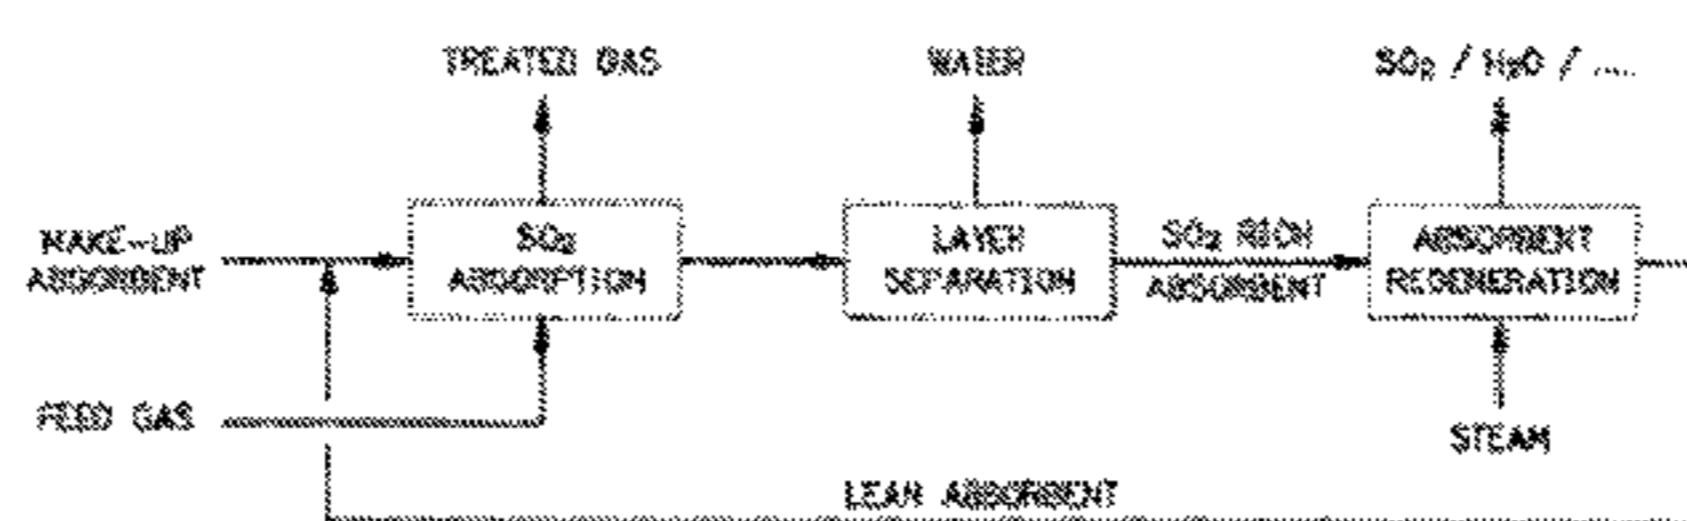 TREATED GAS
WATER
SO₂ / H₂O / ....
MAKE-UP
ABSORBENT
SO₂
ABSORPTION
LAYER
SEPARATION
SO₂ RICH
ABSORBENT
ABSORBENT
REGENERATION
FEED GAS
STEAM
LEAN ABSORBENT